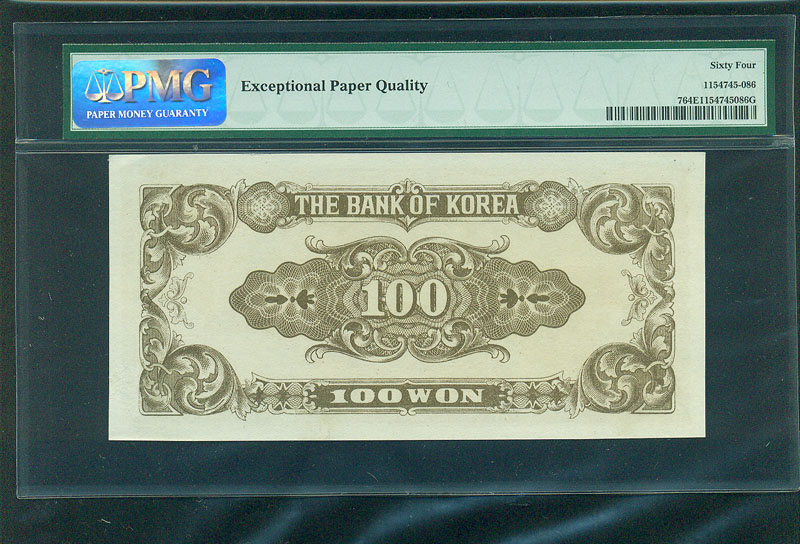 PMG
PAPER MONEY GUARANTY
Exceptional Paper Quality
Sixty Four
1154745-086
764E1154745086G
THE BANK OF KOREA
100
100 WON